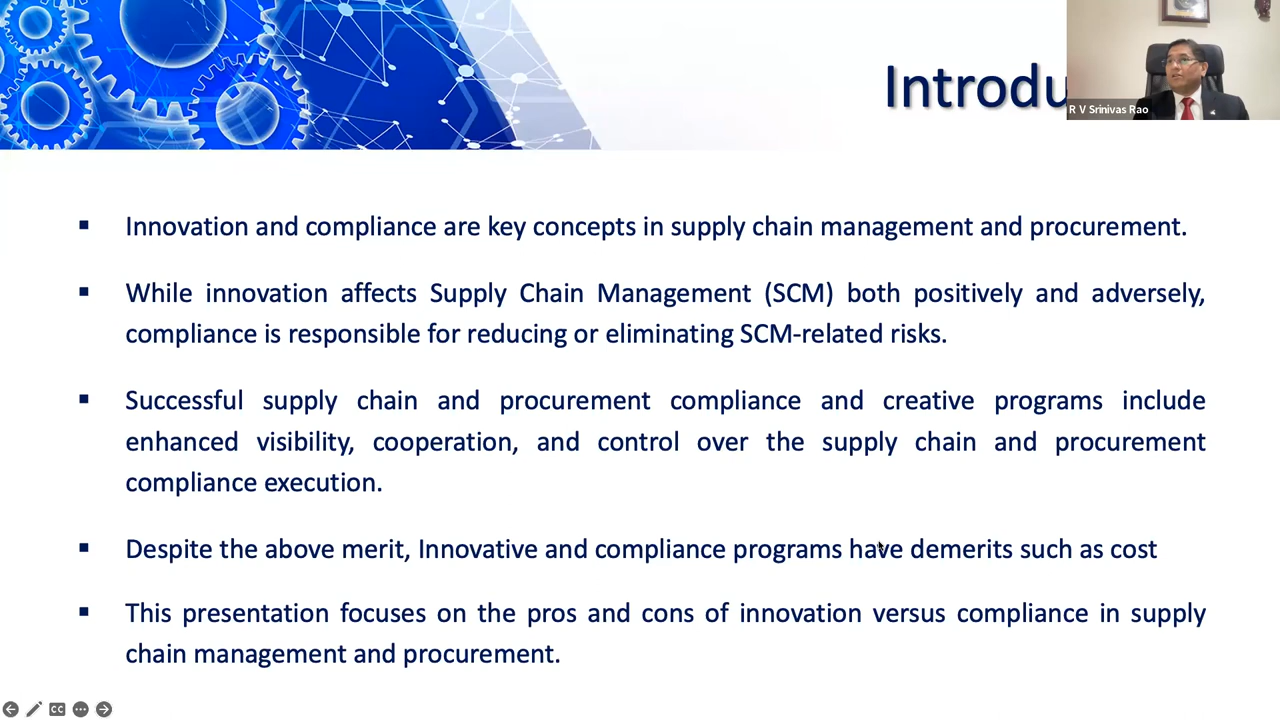 Introdu
R V Srinivas Rao
▪ Innovation and compliance are key concepts in supply chain management and procurement.
▪ While innovation affects Supply Chain Management (SCM) both positively and adversely,
compliance is responsible for reducing or eliminating SCM-related risks.
▪ Successful supply chain and procurement compliance and creative programs include
enhanced visibility, cooperation, and control over the supply chain and procurement
compliance execution.
▪ Despite the above merit, Innovative and compliance programs have demerits such as cost
▪ This presentation focuses on the pros and cons of innovation versus compliance in supply
chain management and procurement.
CC